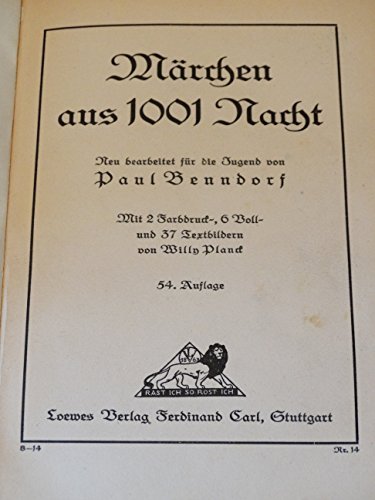 Märchen
aus 1001 Nacht
Neu bearbeitet für die Jugend von
Paul Benndorf
Mit 2 Farbdruck-, 6 Voll-
und 37 Textbildern
von Willy Planck
54. Auflage
RAST ICH SO ROST ICH
Loewes Verlag Ferdinand Carl, Stuttgart
8—14
Nr. 14